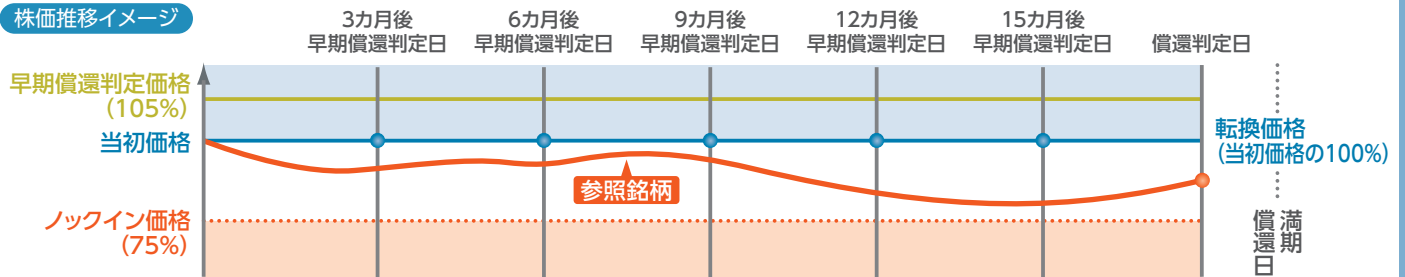 株価推移イメージ
3カ月後
早期償還判定日
6カ月後
早期償還判定日
9カ月後
早期償還判定日
12カ月後
早期償還判定日
15カ月後
早期償還判定日
償還判定日
早期償還判定価格
(105%)
当初価格
転換価格
(当初価格の100%)
参照銘柄
ノックイン価格
(75%)
満期
償還日